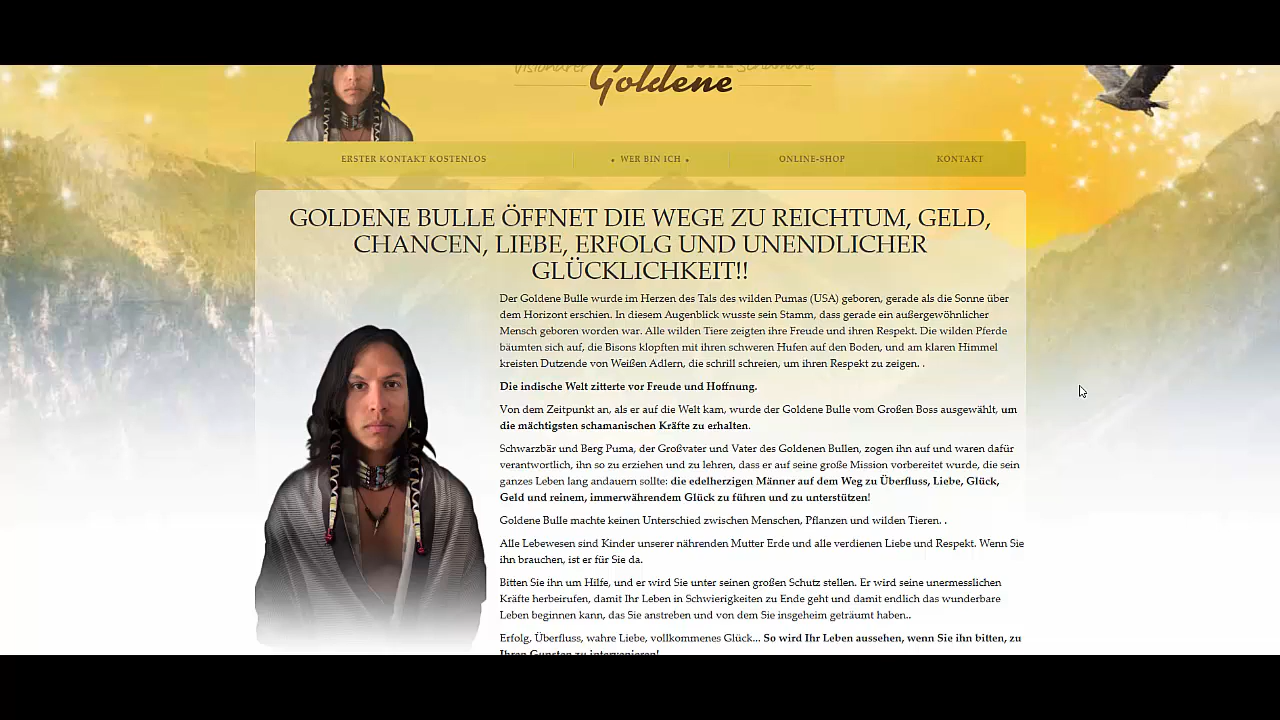 Goldene
ERSTER KONTAKT KOSTENLOS
WER BIN ICH
ONLINE-SHOP
KONTAKT
GOLDENE BULLE ÖFFNET DIE WEGE ZU REICHTUM, GELD,
CHANCEN, LIEBE, ERFOLG UND UNENDLICHER
GLÜCKLICHKEIT!!
Der Goldene Bulle wurde im Herzen des Tals des wilden Pumas (USA) geboren, gerade als die Sonne über
dem Horizont erschien. In diesem Augenblick wusste sein Stamm, dass gerade ein außergewöhnlicher
Mensch geboren worden war. Alle wilden Tiere zeigten ihre Freude und ihren Respekt. Die wilden Pferde
bäumten sich auf, die Bisons klopften mit ihren schweren Hufen auf den Boden, und am klaren Himmel
kreisten Dutzende von Weißen Adlern, die schrill schreien, um ihren Respekt zu zeigen. .
Die indische Welt zitterte vor Freude und Hoffnung.
Von dem Zeitpunkt an, als er auf die Welt kam, wurde der Goldene Bulle vom Großen Boss ausgewählt, um
die mächtigsten schamanischen Kräfte zu erhalten.
Schwarzbär und Berg Puma, der Großvater und Vater des Goldenen Bullen, zogen ihn auf und waren dafür
verantwortlich, ihn so zu erziehen und zu lehren, dass er auf seine große Mission vorbereitet wurde, die sein
ganzes Leben lang andauern sollte: die edelherzigen Männer auf dem Weg zu Überfluss, Liebe, Glück,
Geld und reinem, immerwährendem Glück zu führen und zu unterstützen!
Goldene Bulle machte keinen Unterschied zwischen Menschen, Pflanzen und wilden Tieren. .
Alle Lebewesen sind Kinder unserer nährenden Mutter Erde und alle verdienen Liebe und Respekt. Wenn Sie
ihn brauchen, ist er für Sie da.
Bitten Sie ihn um Hilfe, und er wird Sie unter seinen großen Schutz stellen. Er wird seine unermesslichen
Kräfte herbeirufen, damit Ihr Leben in Schwierigkeiten zu Ende geht und damit endlich das wunderbare
Leben beginnen kann, das Sie anstreben und von dem Sie insgeheim geträumt haben..
Erfolg, Überfluss, wahre Liebe, vollkommenes Glück... So wird Ihr Leben aussehen, wenn Sie ihn bitten, zu
Ihren Gunsten zu intervenieren!